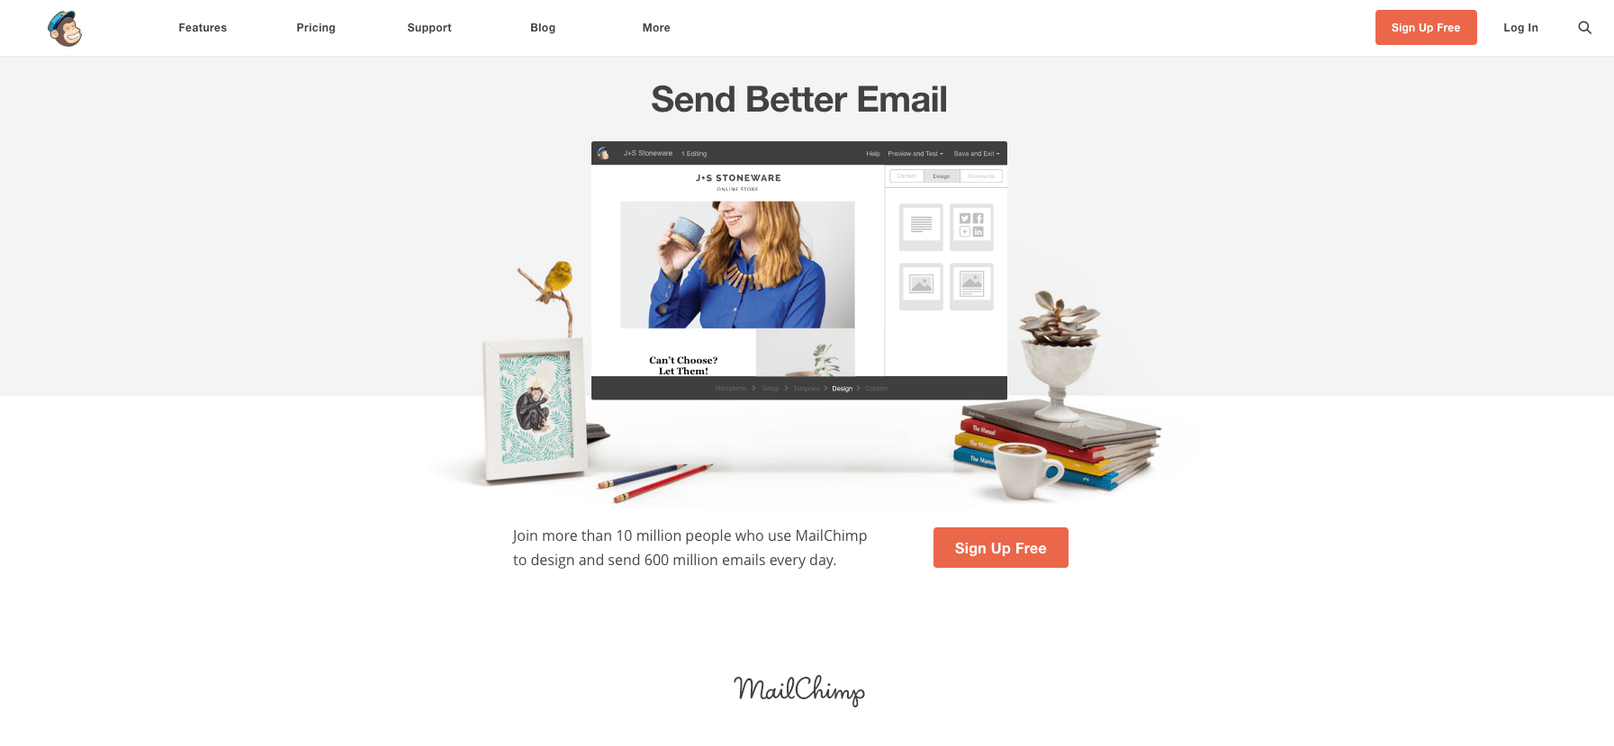 Features
Pricing
Support
Blog
More
Sign Up Free
Log In
Send Better Email
J+S Stoneware
1 Editing
Help
Preview and Test
Save and Exit
J+S STONEWARE
ONLINE STORE
Content
Design
Comments
Can't Choose?
Let Them!
Recipients
Setup
Template
Design
Confirm
The Manual
The Manual
Join more than 10 million people who use MailChimp
to design and send 600 million emails every day.
Sign Up Free
MailChimp